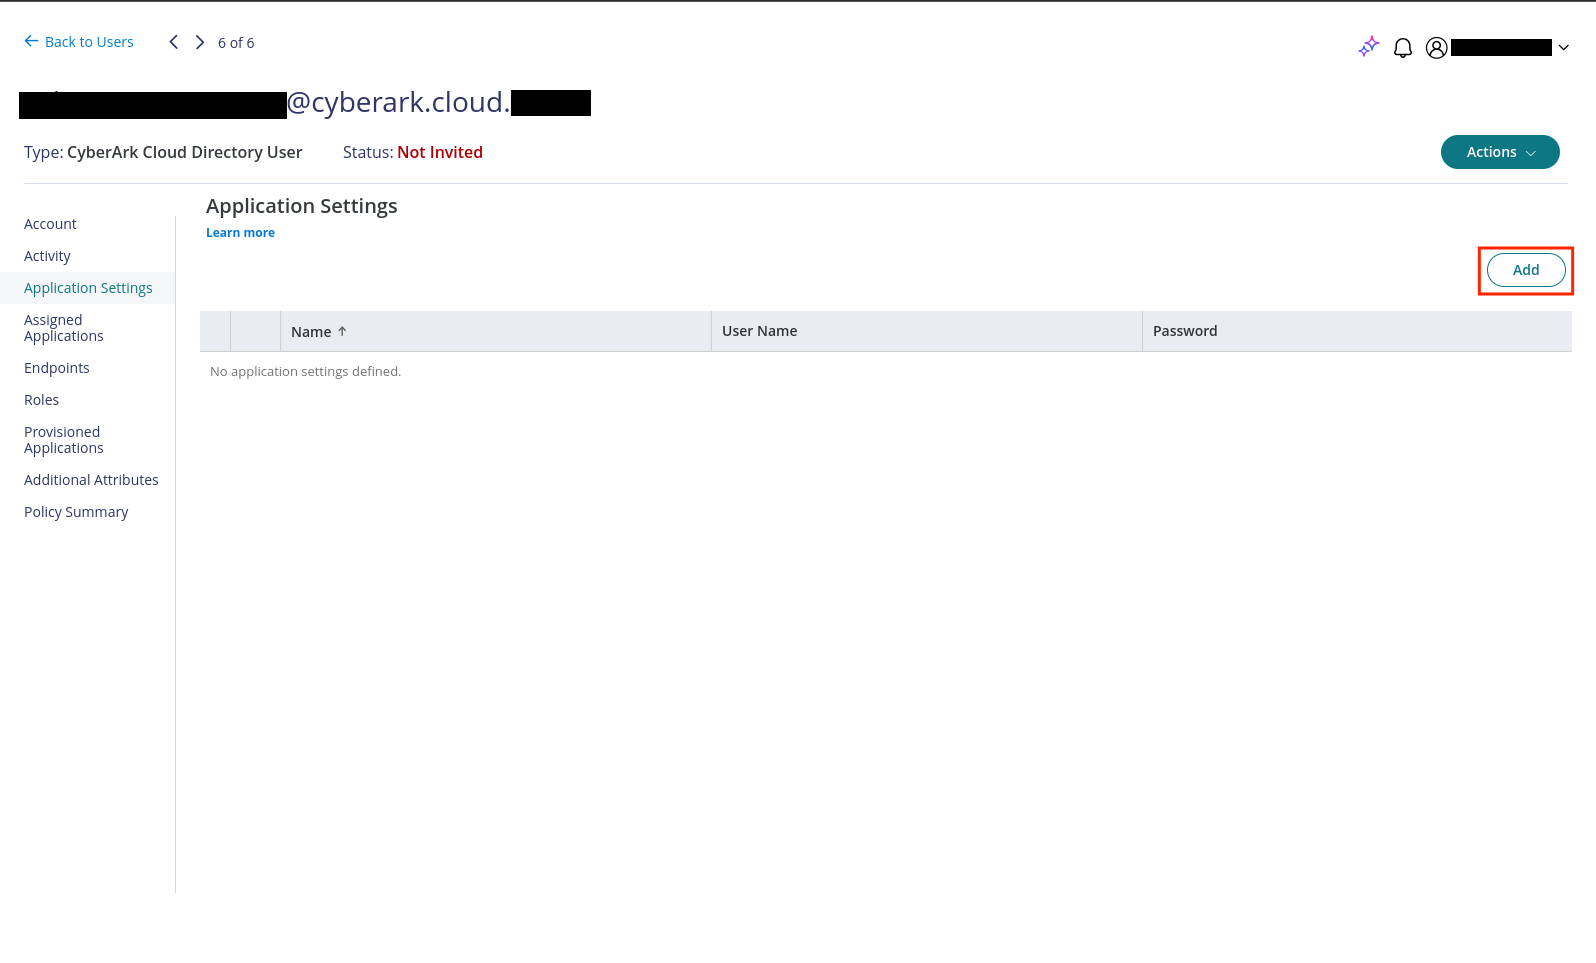 Back to Users
6 of 6
@cyberark.cloud.
Type: CyberArk Cloud Directory User Status: Not Invited
Actions
Account
Activity
Application Settings
Assigned
Applications
Endpoints
Roles
Provisioned
Applications
Additional Attributes
Policy Summary
Application Settings
Learn more
Add
Name User Name Password
No application settings defined.